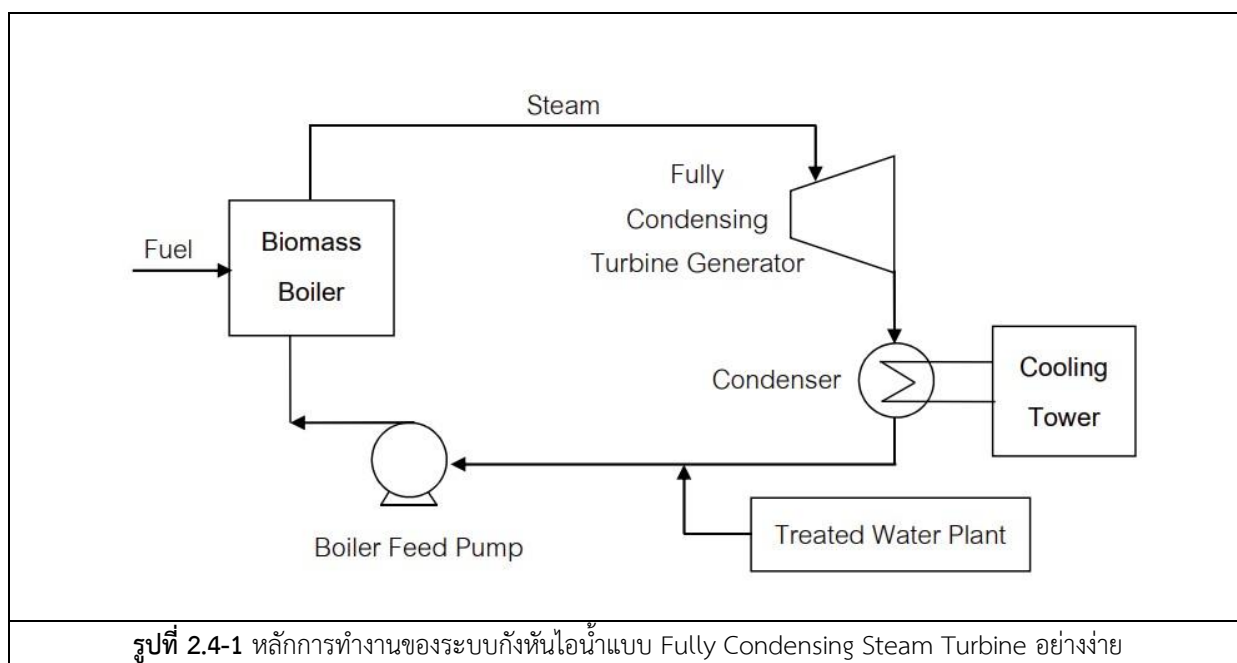 Steam
Fully
Condensing
Turbine Generator
Fuel
Biomass
Boiler
Condenser
Cooling
Tower
Boiler Feed Pump
Treated Water Plant
รูปที่ 2.4-1 หลักการทำงานของระบบกังหันไอน้ำแบบ Fully Condensing Steam Turbine อย่างง่าย